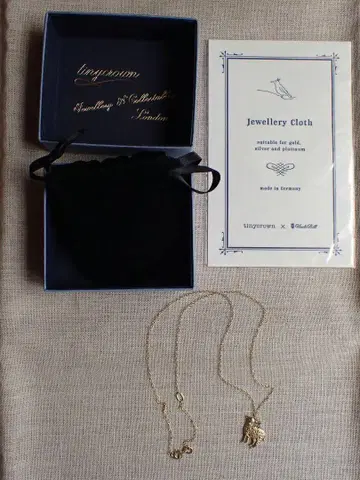 tinycrown
Jewellery & Collectables
London
Jewellery Cloth
suitable for gold,
silver and platinum
made in Germany
tinycrown x